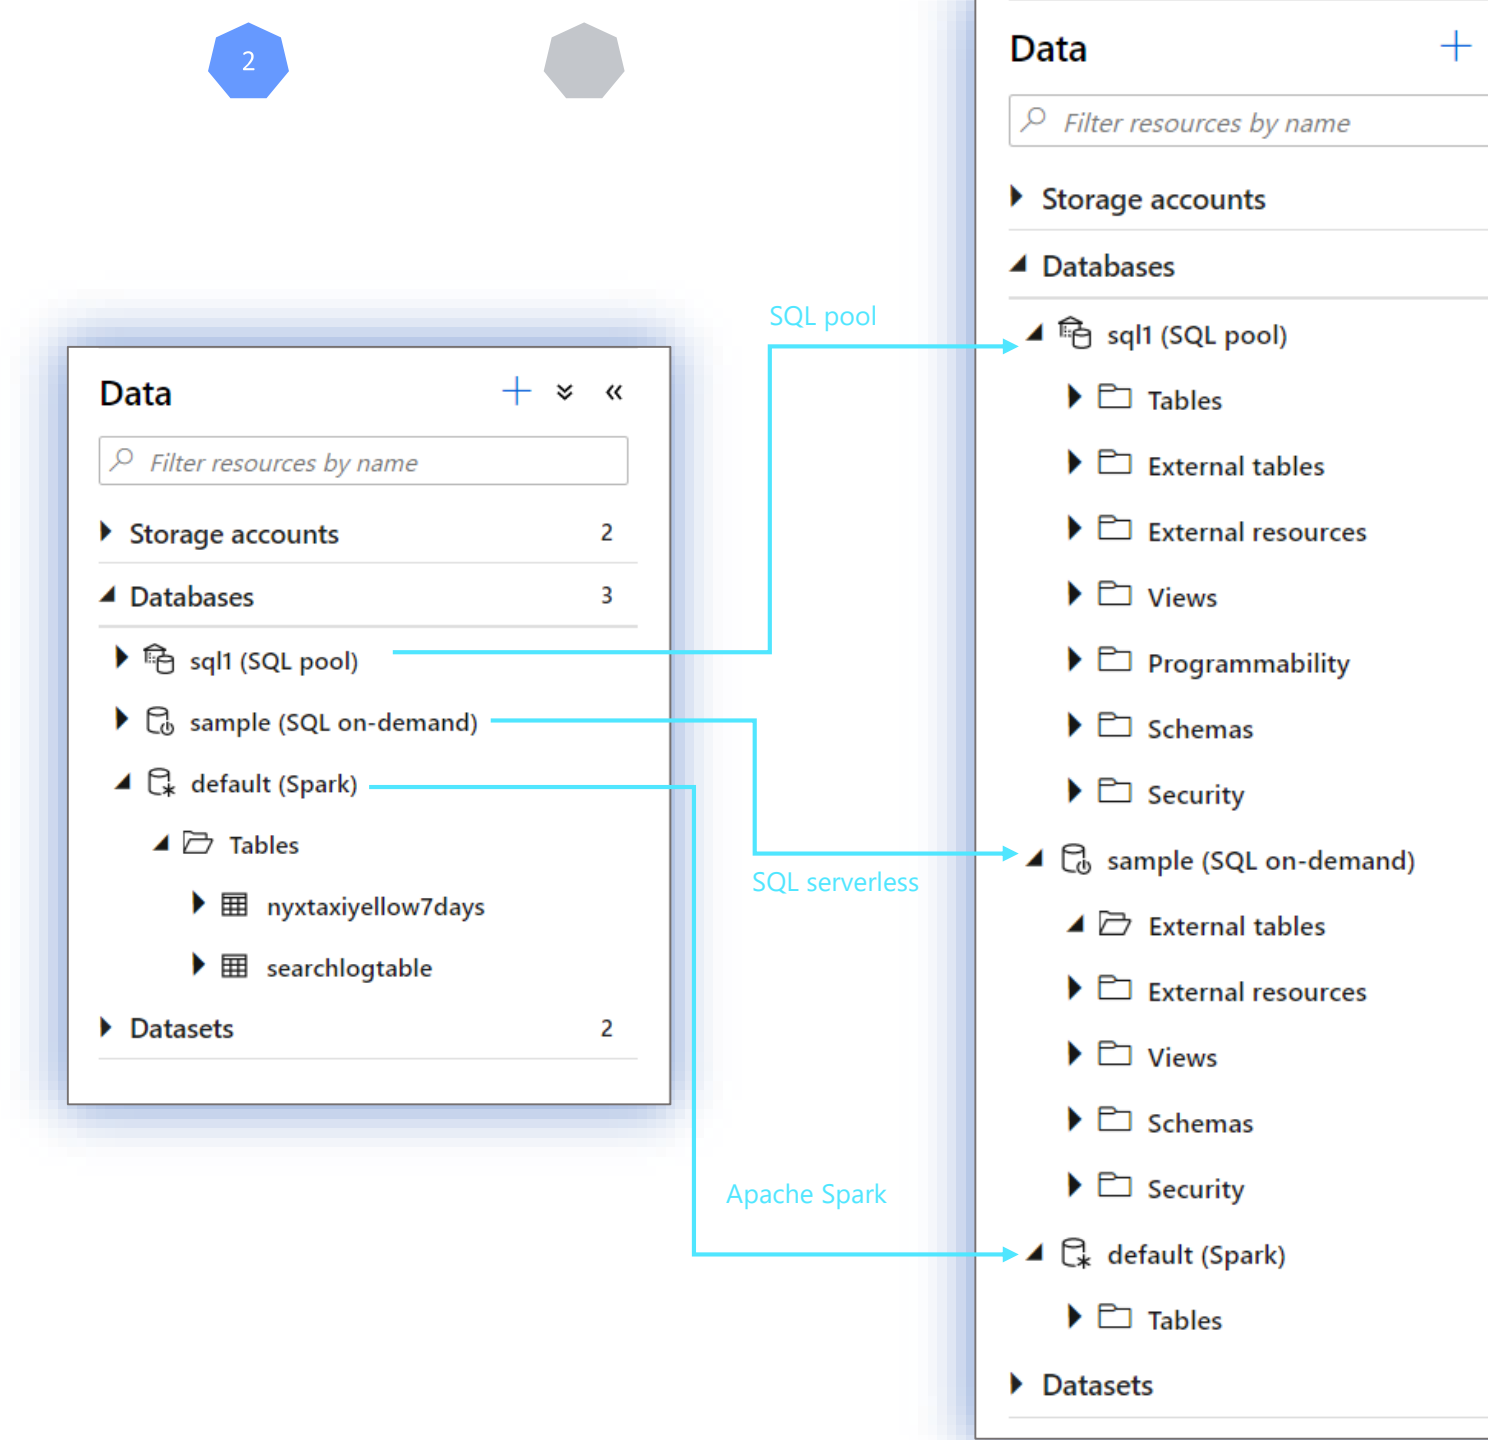 2
Data
Filter resources by name
Storage accounts 2
Databases 3
sql1 (SQL pool)
sample (SQL on-demand)
default (Spark)
Tables
nyxtaxiyellow7days
searchlogtable
Datasets 2
SQL pool
SQL serverless
Apache Spark
Data
Filter resources by name
Storage accounts
Databases
sql1 (SQL pool)
Tables
External tables
External resources
Views
Programmability
Schemas
Security
sample (SQL on-demand)
External tables
External resources
Views
Schemas
Security
default (Spark)
Tables
Datasets